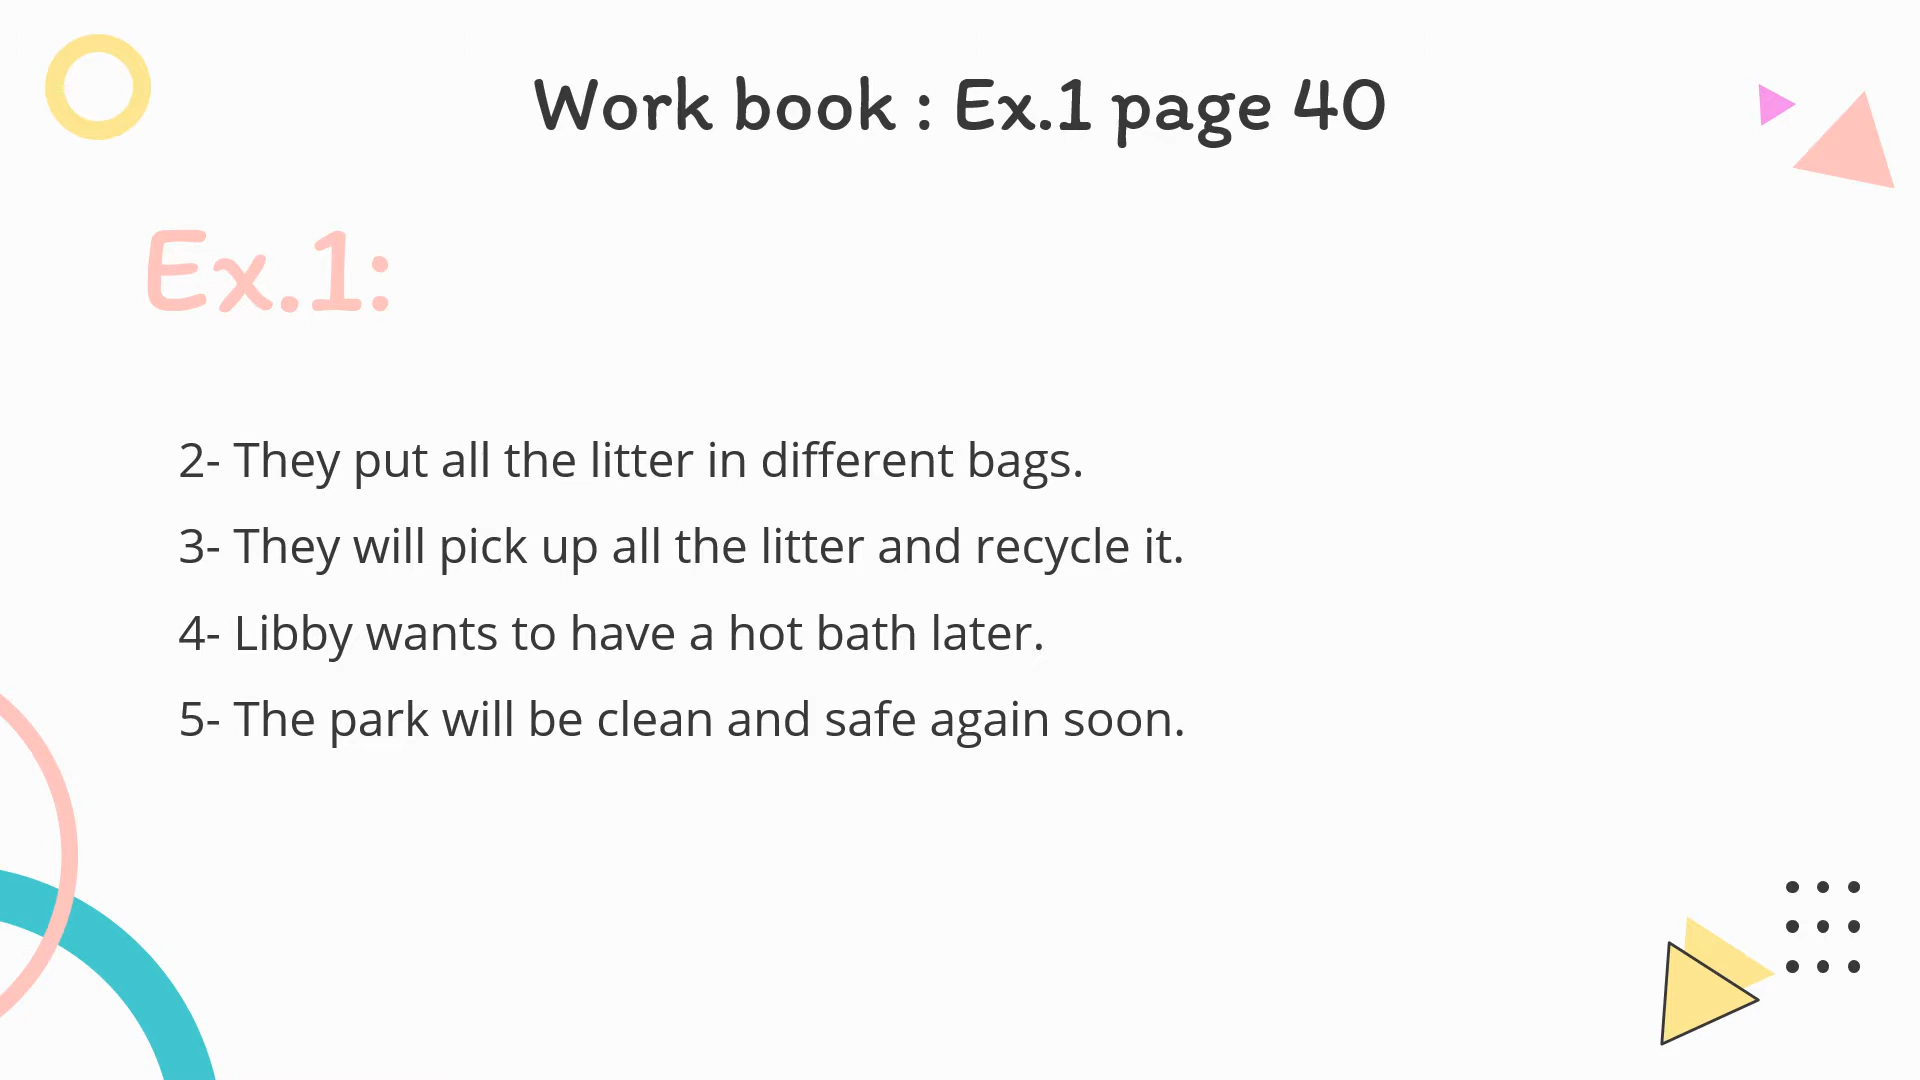 Work book : Ex.1 page 40
Ex.1:
2- They put all the litter in different bags.
3- They will pick up all the litter and recycle it.
4- Libby wants to have a hot bath later.
5- The park will be clean and safe again soon.